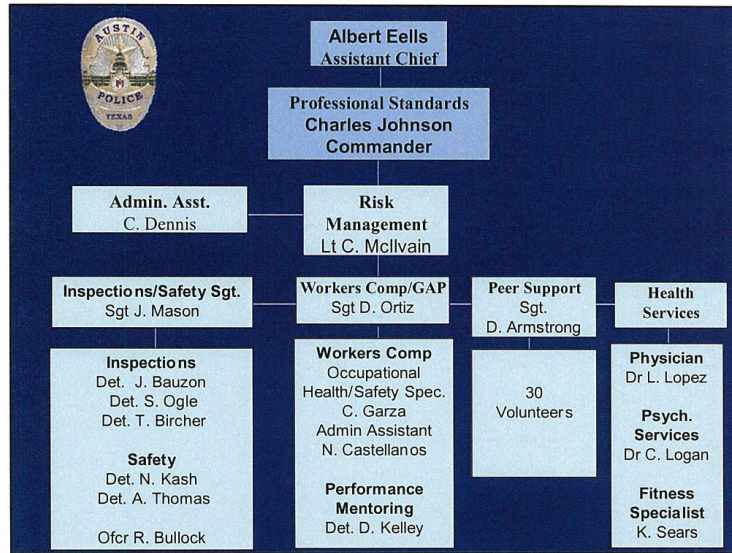 AUSTIN
POLICE
TEXAS
Albert Eells
Assistant Chief
Professional Standards
Charles Johnson
Commander
Admin. Asst.
C. Dennis
Risk
Management
Lt C. McIlvain
Inspections/Safety Sgt.
Sgt J. Mason
Workers Comp/GAP
Sgt D. Ortiz
Peer Support
Sgt.
D. Armstrong
Health
Services
Inspections
Det. J. Bauzon
Det. S. Ogle
Det. T. Bircher
Safety
Det. N. Kash
Det. A. Thomas
Ofcr R. Bullock
Workers Comp
Occupational
Health/Safety Spec.
C. Garza
Admin Assistant
N. Castellanos
Performance
Mentoring
Det. D. Kelley
30
Volunteers
Physician
Dr L. Lopez
Psych.
Services
Dr C. Logan
Fitness
Specialist
K. Sears